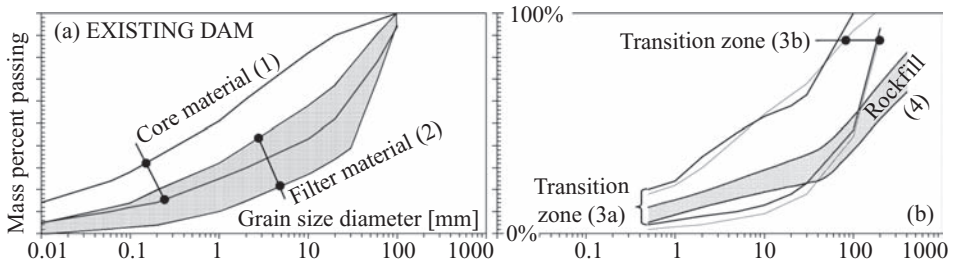 (a) EXISTING DAM
Mass percent passing
Core material (1)
Filter material (2)
Grain size diameter [mm]
0.01 0.1 1 10 100 1000
100%
Transition zone (3b)
Rockfill
(4)
Transition
zone (3a)
0%
(b)
0.1 1 10 100 1000